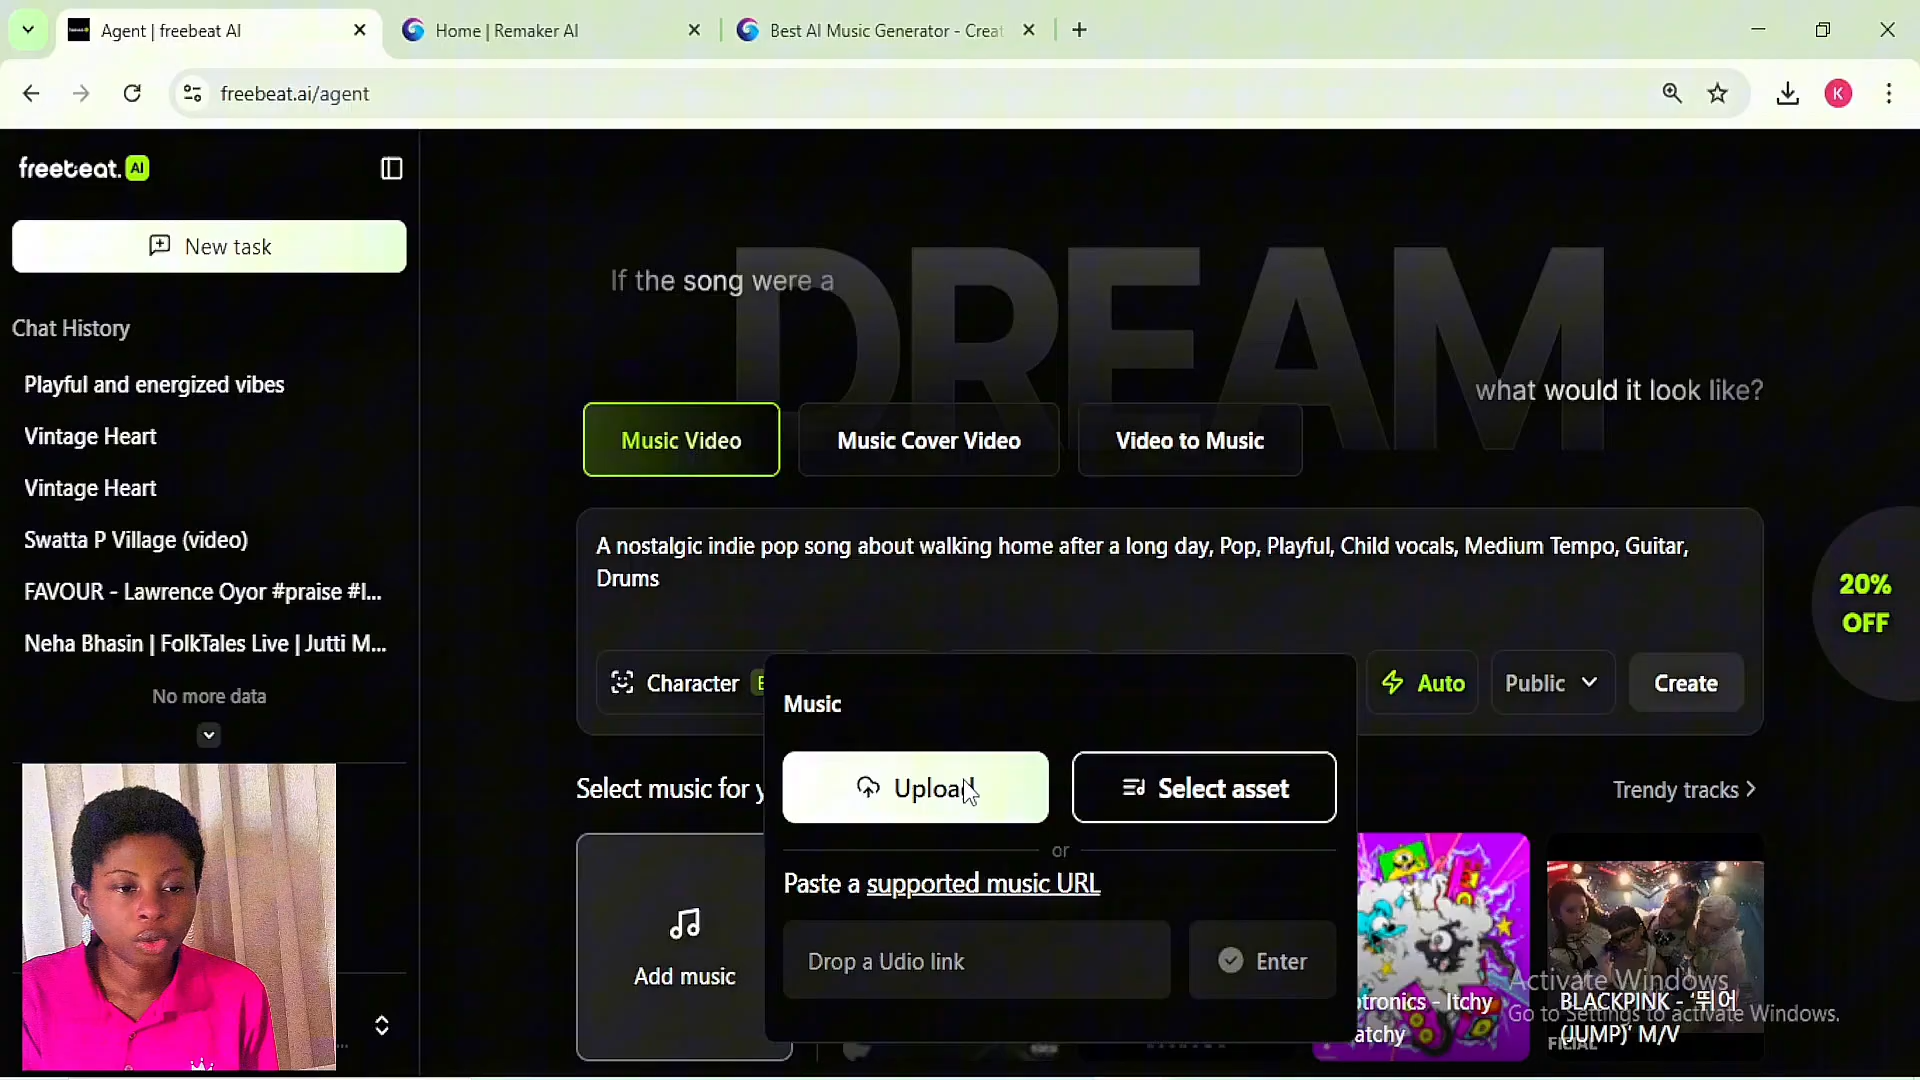 Agent | freebeat AI
Home | Remaker AI
Best AI Music Generator - Creat
freebeat.ai/agent
K
freebeat. AI
New task
Chat History
Playful and energized vibes
Vintage Heart
Vintage Heart
Swatta P Village (video)
FAVOUR - Lawrence Oyor #praise #l...
Neha Bhasin | FolkTales Live | Jutti M...
No more data
If the song were a
DREAM
what would it look like?
Music Video
Music Cover Video
Video to Music
A nostalgic indie pop song about walking home after a long day, Pop, Playful, Child vocals, Medium Tempo, Guitar,
Drums
Character
Auto
Public
Create
20%
OFF
Music
Upload
Select asset
or
Paste a supported music URL
Drop a Udio link
Enter
Select music for y
Trendy tracks >
Add music
tronics - Itchy
atchy
BLACKPINK - ‘뛰어
(JUMP)’ M/V
Activate Windows
Go to Settings to activate Windows.